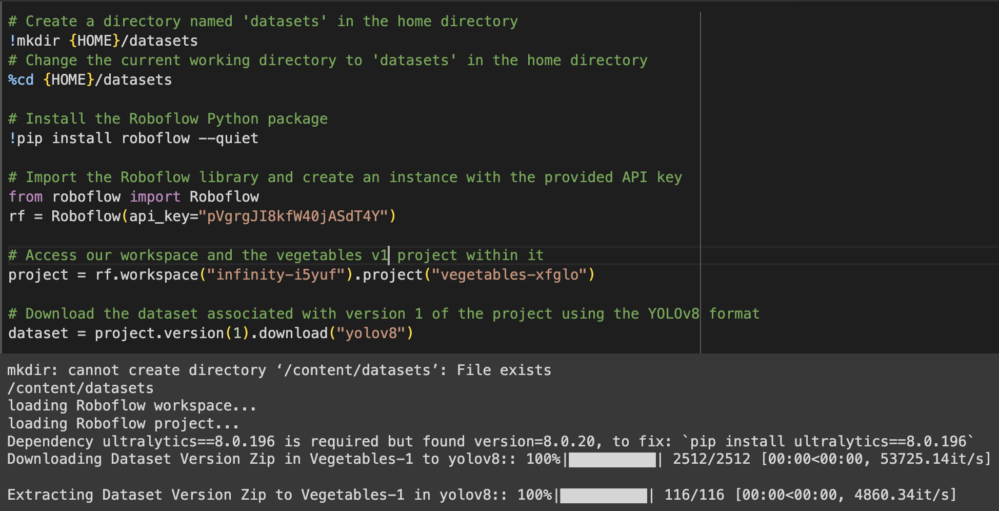 # Create a directory named 'datasets' in the home directory
!mkdir {HOME}/datasets
# Change the current working directory to 'datasets' in the home directory
%cd {HOME}/datasets
# Install the Roboflow Python package
!pip install roboflow --quiet
# Import the Roboflow library and create an instance with the provided API key
from roboflow import Roboflow
rf = Roboflow(api_key="pVgrgJI8kfW40jASdT4Y")
# Access our workspace and the vegetables v1 project within it
project = rf.workspace("infinity-i5yuf").project("vegetables-xfglo")
# Download the dataset associated with version 1 of the project using the YOLOv8 format
dataset = project.version(1).download("yolov8")
mkdir: cannot create directory ‘/content/datasets’: File exists
/content/datasets
loading Roboflow workspace...
loading Roboflow project...
Dependency ultralytics==8.0.196 is required but found version=8.0.20, to fix: `pip install ultralytics==8.0.196`
Downloading Dataset Version Zip in Vegetables-1 to yolov8:: 100%|██████████| 2512/2512 [00:00<00:00, 53725.14it/s]
Extracting Dataset Version Zip to Vegetables-1 in yolov8:: 100%|██████████| 116/116 [00:00<00:00, 4860.34it/s]